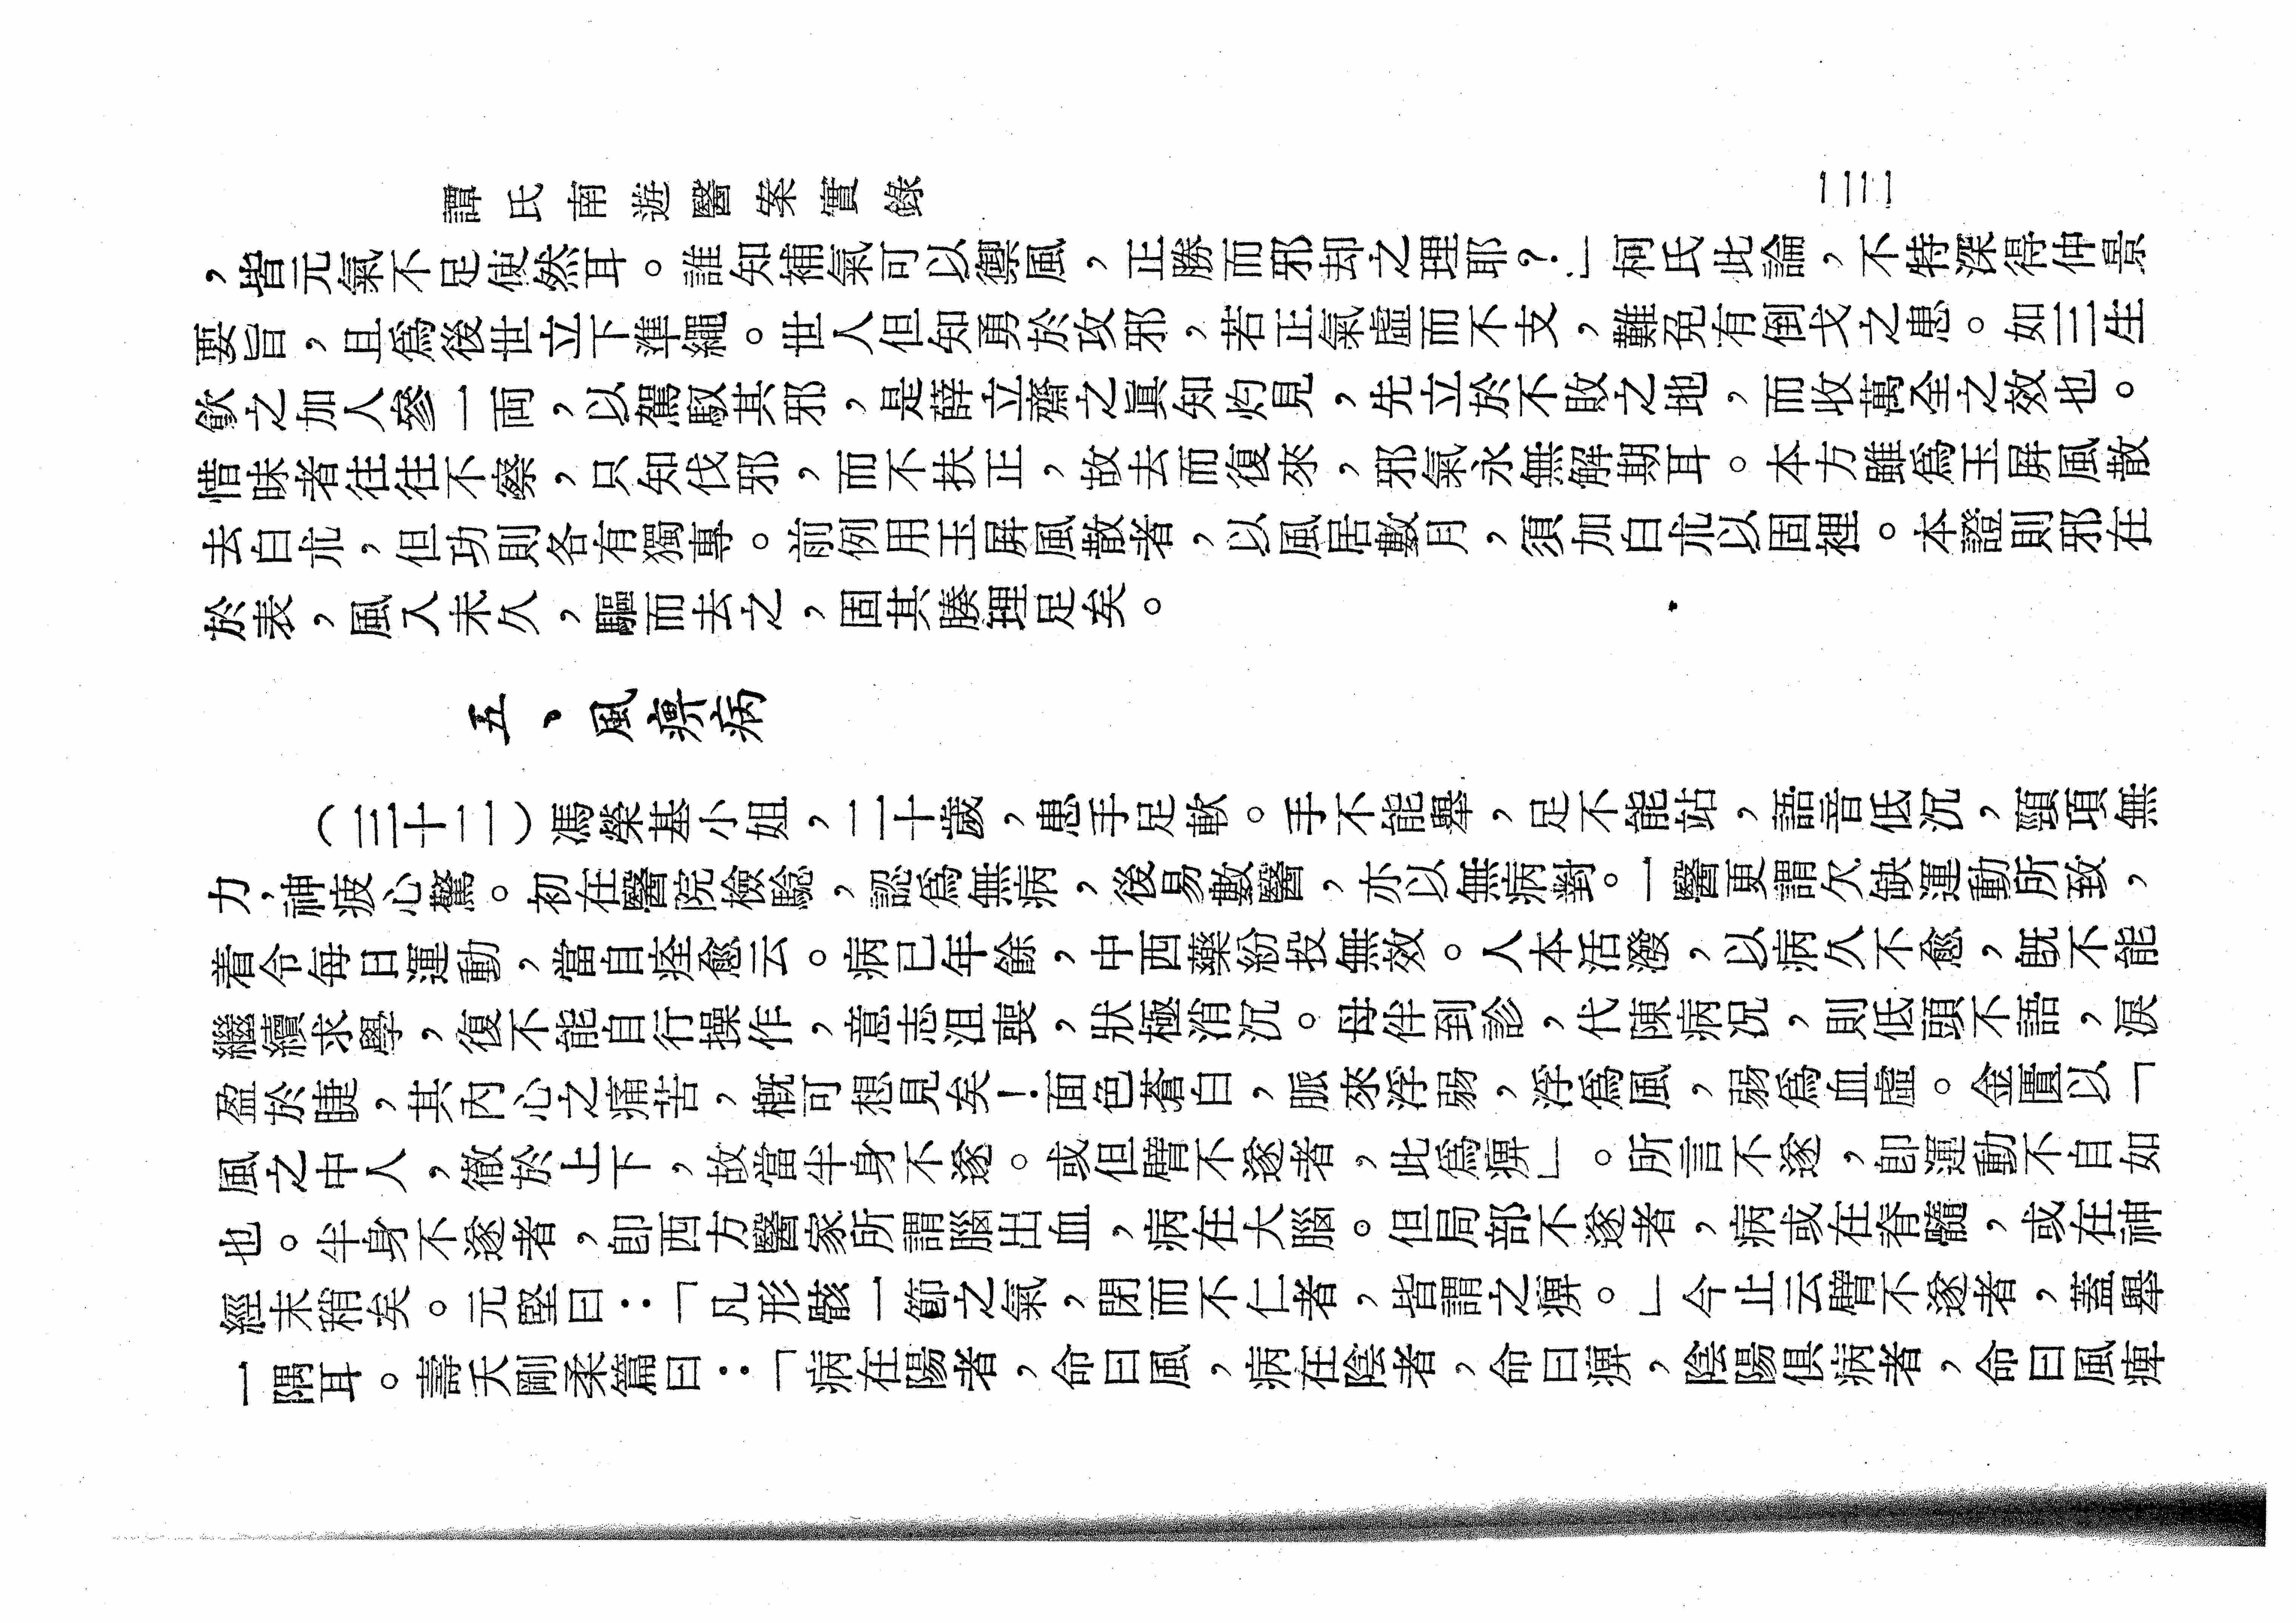 譚氏南遊醫案實錄
三二
，皆元氣不足使然耳。誰知補氣可以禦風，正勝而邪却之理耶？」柯氏此論，不特深得仲景
要旨，且爲後世立下準繩。世人但知勇於攻邪，若正氣虛而不支，難免有倒戈之患。如三生
飮之加人參一両，以駕馭其邪，是薛立齋之眞知灼見，先立於不敗之地，而收萬全之效也。
惜昧者往往不察，只知伐邪，而不扶正，故去而復來，邪氣永無解期耳。本方雖爲玉屛風散
去白朮，但功則各有獨專。前例用玉屛風散者，以風居數月，須加白朮以固裡。本證則邪在
於表，風入未久，驅而去之，固其腠理足矣。
五、風痹病
（三十二）馮榮基小姐，二十歲，患手足軟。手不能舉，足不能站，語音低沉，頸項無
力，神疲心驚。初在醫院檢騐，認爲無病，後易數醫，亦以無病對。一醫更謂欠缺運動所致，
着令每日運動，當自痊愈云。病已年餘，中西藥紛投無效。人本活潑，以病久不愈，旣不能
繼續求學，復不能自行操作，意志沮喪，狀極消沉。母伴到診，代陳病况，則低頭不語，淚
盈於睫，其內心之痛苦，槪可想見矣！面色蒼白，脈來浮弱，浮爲風，弱爲血虛。金匱以「
風之中人，徹於上下，故當半身不遂。或但臂不遂者，此爲痹」。所言不遂，卽運動不自如
也。半身不遂者，卽西方醫家所謂腦出血，病在大腦。但局部不遂者，病或在脊髓，或在神
經末稍矣。元堅曰：「凡形骸一節之氣，閉而不仁者，皆謂之痹。」今止云臂不遂者，蓋舉
一隅耳。壽夭剛柔篇曰：「病在陽者，命曰風，病在陰者，命曰痹，陰陽俱病者，命曰風痺